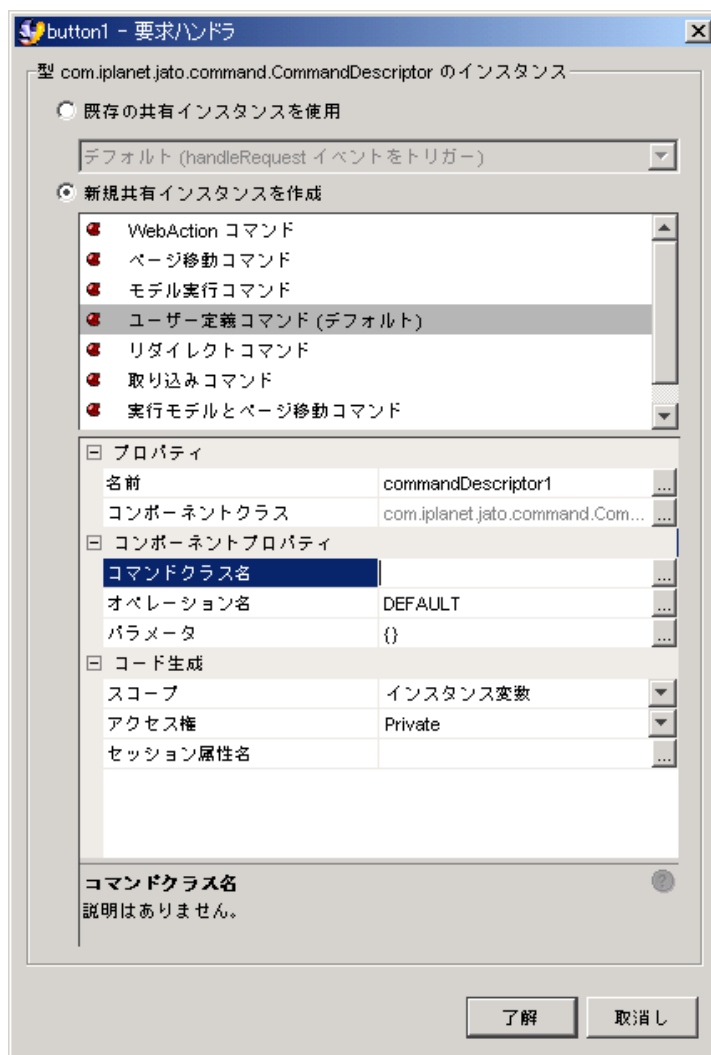 button1 - 要求ハンドラ
型 com.iplanet.jato.command.CommandDescriptor のインスタンス
既存の共有インスタンスを使用
デフォルト (handleRequest イベントをトリガー)
新規共有インスタンスを作成
WebAction コマンド
ページ移動コマンド
モデル実行コマンド
ユーザー定義コマンド (デフォルト)
リダイレクトコマンド
取り込みコマンド
実行モデルとページ移動コマンド
プロパティ
名前 commandDescriptor1 ...
コンポーネントクラス com.iplanet.jato.command.Com... ...
コンポーネントプロパティ
コマンドクラス名 ...
オペレーション名 DEFAULT ...
パラメータ {} ...
コード生成
スコープ インスタンス変数
アクセス権 Private
セッション属性名 ...
コマンドクラス名 ?
説明はありません。
了解 取消し